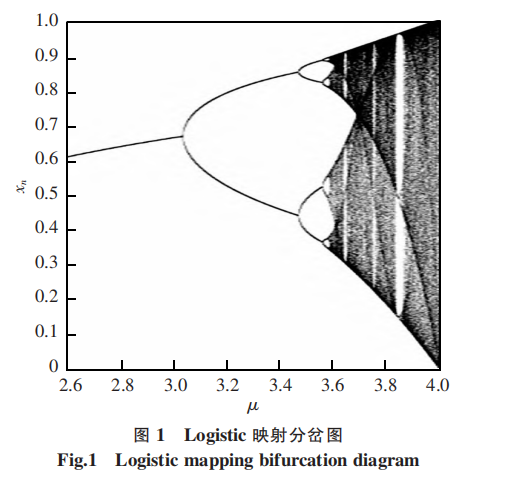 1.0
0.9
0.8
0.7
0.6
0.5
0.4
0.3
0.2
0.1
0
xₙ
2.6 2.8 3.0 3.2 3.4 3.6 3.8 4.0
μ
图 1 Logistic 映射分岔图
Fig.1 Logistic mapping bifurcation diagram